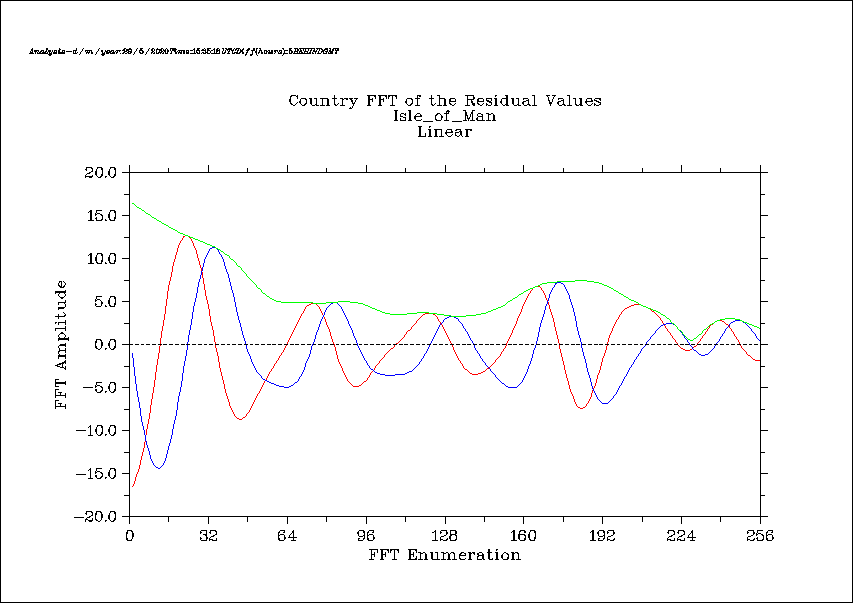 Country FFT of the Residual Values
Isle_of_Man
Linear
20.0
15.0
10.0
5.0
0.0
−5.0
−10.0
−15.0
−20.0
FFT Amplitude
0 32 64 96 128 160 192 224 256
FFT Enumeration